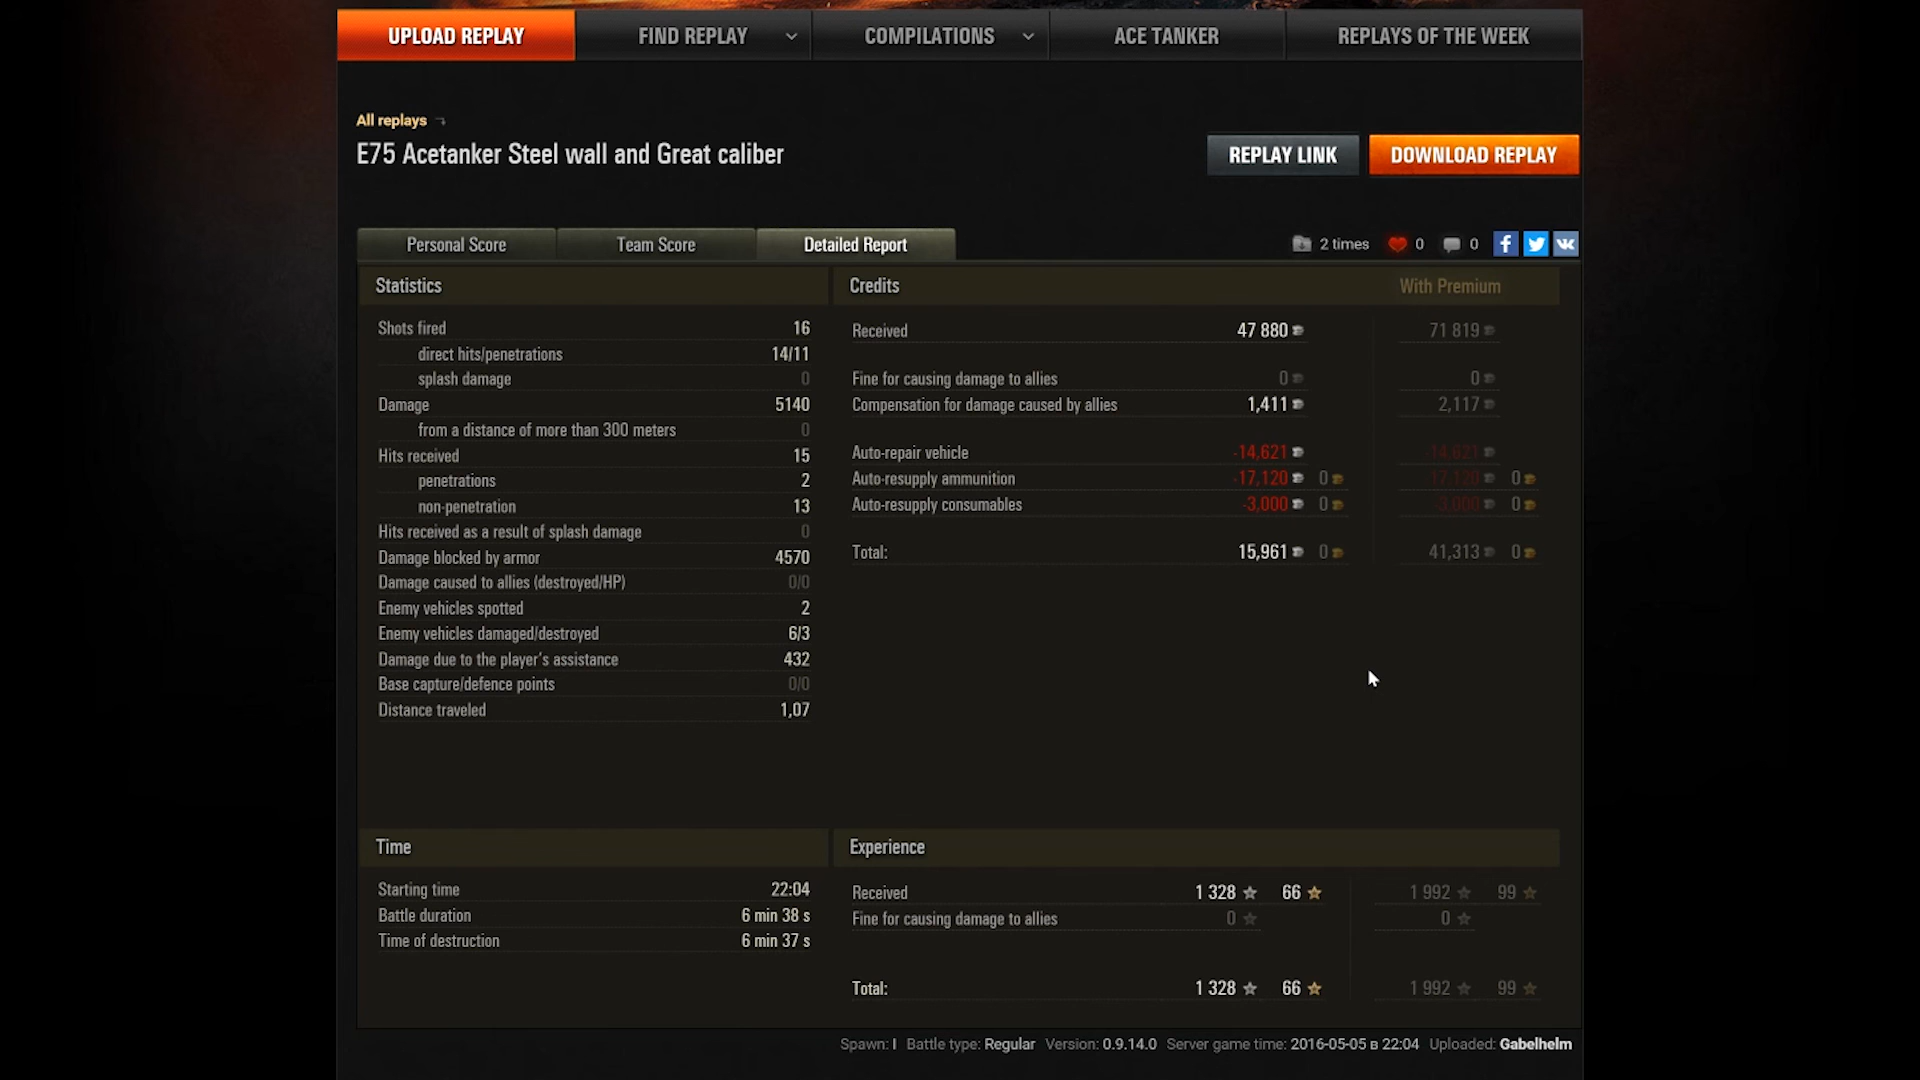 UPLOAD REPLAY FIND REPLAY COMPILATIONS ACE TANKER REPLAYS OF THE WEEK
All replays
E75 Acetanker Steel wall and Great caliber
REPLAY LINK DOWNLOAD REPLAY
Personal Score Team Score Detailed Report 2 times 0 0
Statistics
Shots fired 16
direct hits/penetrations 14/11
splash damage 0
Damage 5140
from a distance of more than 300 meters 0
Hits received 15
penetrations 2
non-penetration 13
Hits received as a result of splash damage 0
Damage blocked by armor 4570
Damage caused to allies (destroyed/HP) 0/0
Enemy vehicles spotted 2
Enemy vehicles damaged/destroyed 6/3
Damage due to the player's assistance 432
Base capture/defence points 0/0
Distance traveled 1,07
Credits With Premium
Received 47 880 71 819
Fine for causing damage to allies 0 0
Compensation for damage caused by allies 1,411 2,117
Auto-repair vehicle -14,621 -14,621
Auto-resupply ammunition -17,120 0 -17,120 0
Auto-resupply consumables -3,000 0 -3,000 0
Total: 15,961 0 41,313 0
Time
Starting time 22:04
Battle duration 6 min 38 s
Time of destruction 6 min 37 s
Experience
Received 1 328 66 1 992 99
Fine for causing damage to allies 0 0
Total: 1 328 66 1 992 99
Spawn: I Battle type: Regular Version: 0.9.14.0 Server game time: 2016-05-05 в 22:04 Uploaded: Gabelhelm